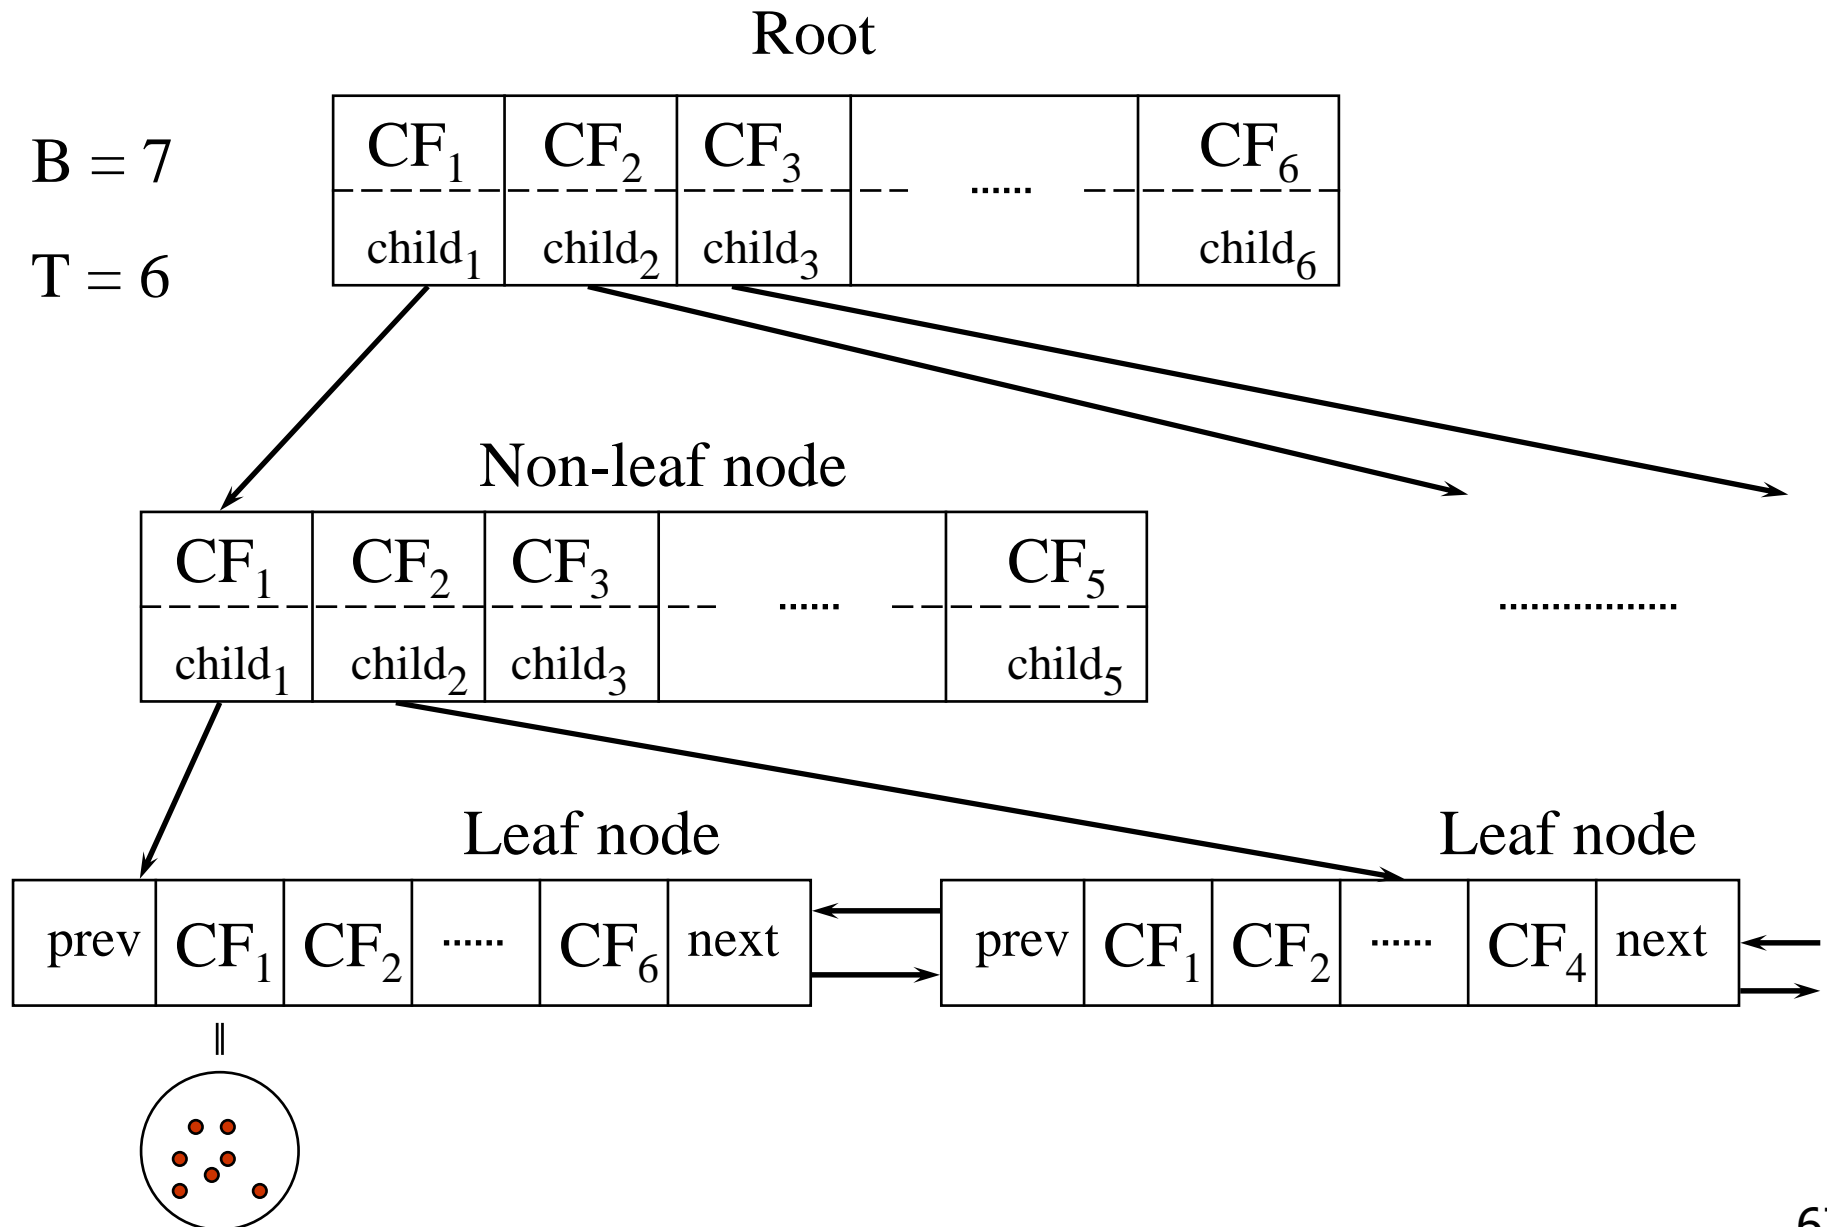 Root
B = 7
T = 6
CF₁ CF₂ CF₃ ...... CF₆
child₁ child₂ child₃ child₆
Non-leaf node
CF₁ CF₂ CF₃ ...... CF₅
child₁ child₂ child₃ child₅
Leaf node Leaf node
prev CF₁ CF₂ ...... CF₆ next prev CF₁ CF₂ ...... CF₄ next